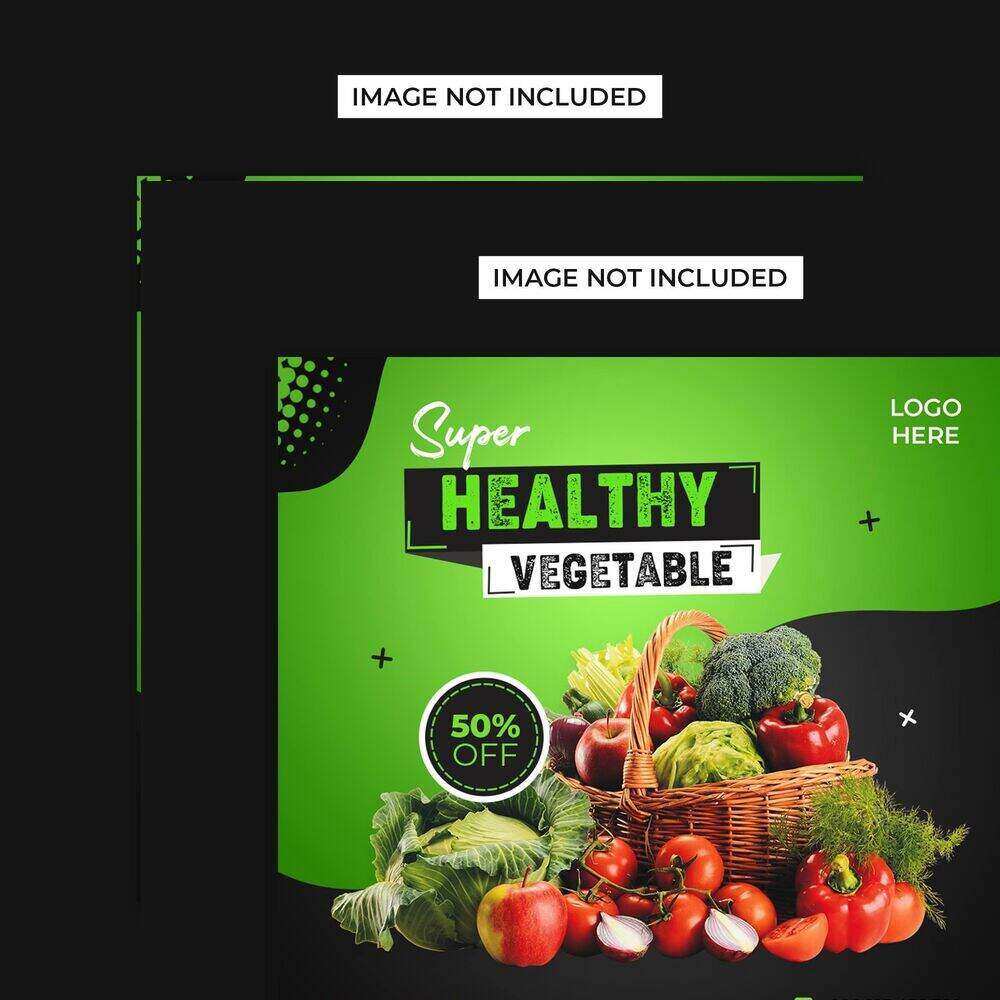 IMAGE NOT INCLUDED
IMAGE NOT INCLUDED
LOGO
HERE
Super
HEALTHY
VEGETABLE
50%
OFF